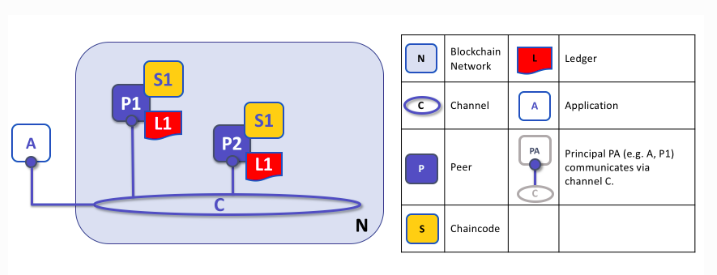 S1
P1
L1
S1
P2
L1
A
C
N
N
Blockchain
Network
L
Ledger
C
Channel
A
Application
P
Peer
PA
C
Principal PA (e.g. A, P1)
communicates via
channel C.
S
Chaincode